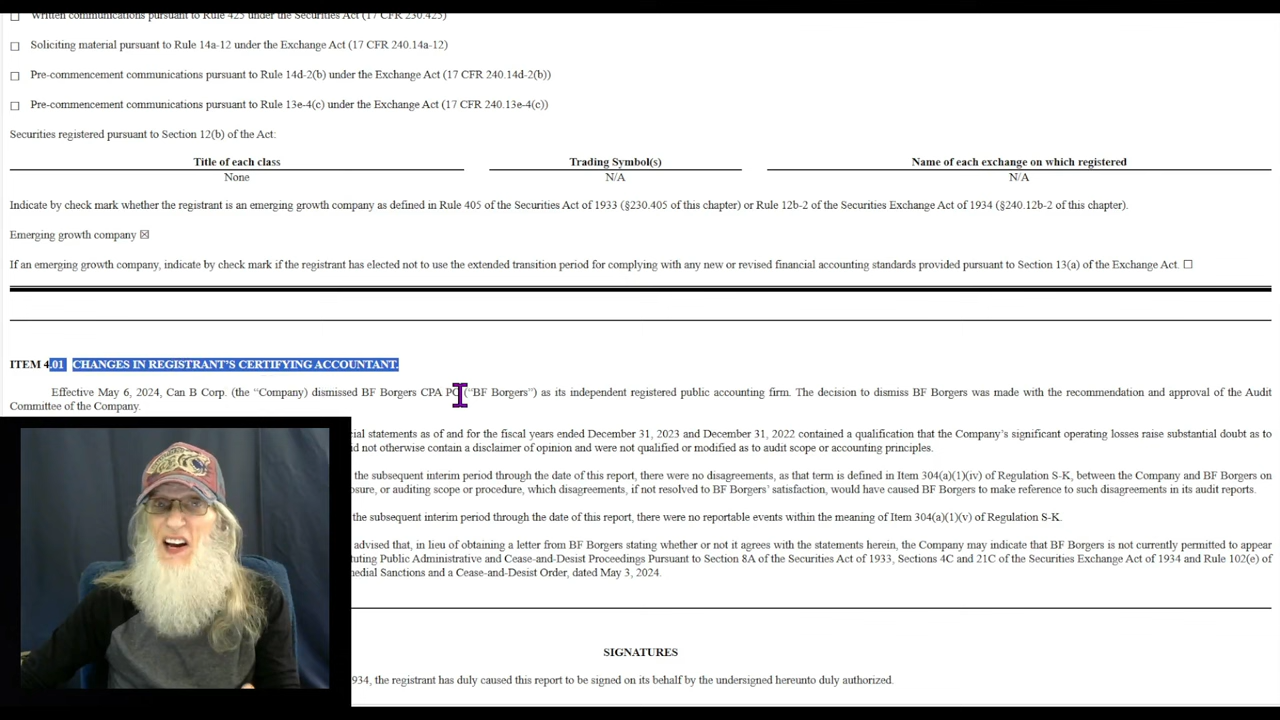 Written communications pursuant to Rule 425 under the Securities Act (17 CFR 230.425)
☐ Soliciting material pursuant to Rule 14a-12 under the Exchange Act (17 CFR 240.14a-12)
☐ Pre-commencement communications pursuant to Rule 14d-2(b) under the Exchange Act (17 CFR 240.14d-2(b))
☐ Pre-commencement communications pursuant to Rule 13e-4(c) under the Exchange Act (17 CFR 240.13e-4(c))
Securities registered pursuant to Section 12(b) of the Act:
Title of each class Trading Symbol(s) Name of each exchange on which registered
None N/A N/A
Indicate by check mark whether the registrant is an emerging growth company as defined in Rule 405 of the Securities Act of 1933 (§230.405 of this chapter) or Rule 12b-2 of the Securities Exchange Act of 1934 (§240.12b-2 of this chapter).
Emerging growth company ☒
If an emerging growth company, indicate by check mark if the registrant has elected not to use the extended transition period for complying with any new or revised financial accounting standards provided pursuant to Section 13(a) of the Exchange Act. ☐
ITEM 4.01 CHANGES IN REGISTRANT'S CERTIFYING ACCOUNTANT.
Effective May 6, 2024, Can B Corp. (the “Company) dismissed BF Borgers CPA PC (“BF Borgers”) as its independent registered public accounting firm. The decision to dismiss BF Borgers was made with the recommendation and approval of the Audit
Committee of the Company.
cial statements as of and for the fiscal years ended December 31, 2023 and December 31, 2022 contained a qualification that the Company's significant operating losses raise substantial doubt as to
did not otherwise contain a disclaimer of opinion and were not qualified or modified as to audit scope or accounting principles.
the subsequent interim period through the date of this report, there were no disagreements, as that term is defined in Item 304(a)(1)(iv) of Regulation S-K, between the Company and BF Borgers on
osure, or auditing scope or procedure, which disagreements, if not resolved to BF Borgers' satisfaction, would have caused BF Borgers to make reference to such disagreements in its audit reports.
the subsequent interim period through the date of this report, there were no reportable events within the meaning of Item 304(a)(1)(v) of Regulation S-K.
advised that, in lieu of obtaining a letter from BF Borgers stating whether or not it agrees with the statements herein, the Company may indicate that BF Borgers is not currently permitted to appear
tuting Public Administrative and Cease-and-Desist Proceedings Pursuant to Section 8A of the Securities Act of 1933, Sections 4C and 21C of the Securities Exchange Act of 1934 and Rule 102(e) of
medial Sanctions and a Cease-and-Desist Order, dated May 3, 2024.
SIGNATURES
934, the registrant has duly caused this report to be signed on its behalf by the undersigned hereunto duly authorized.